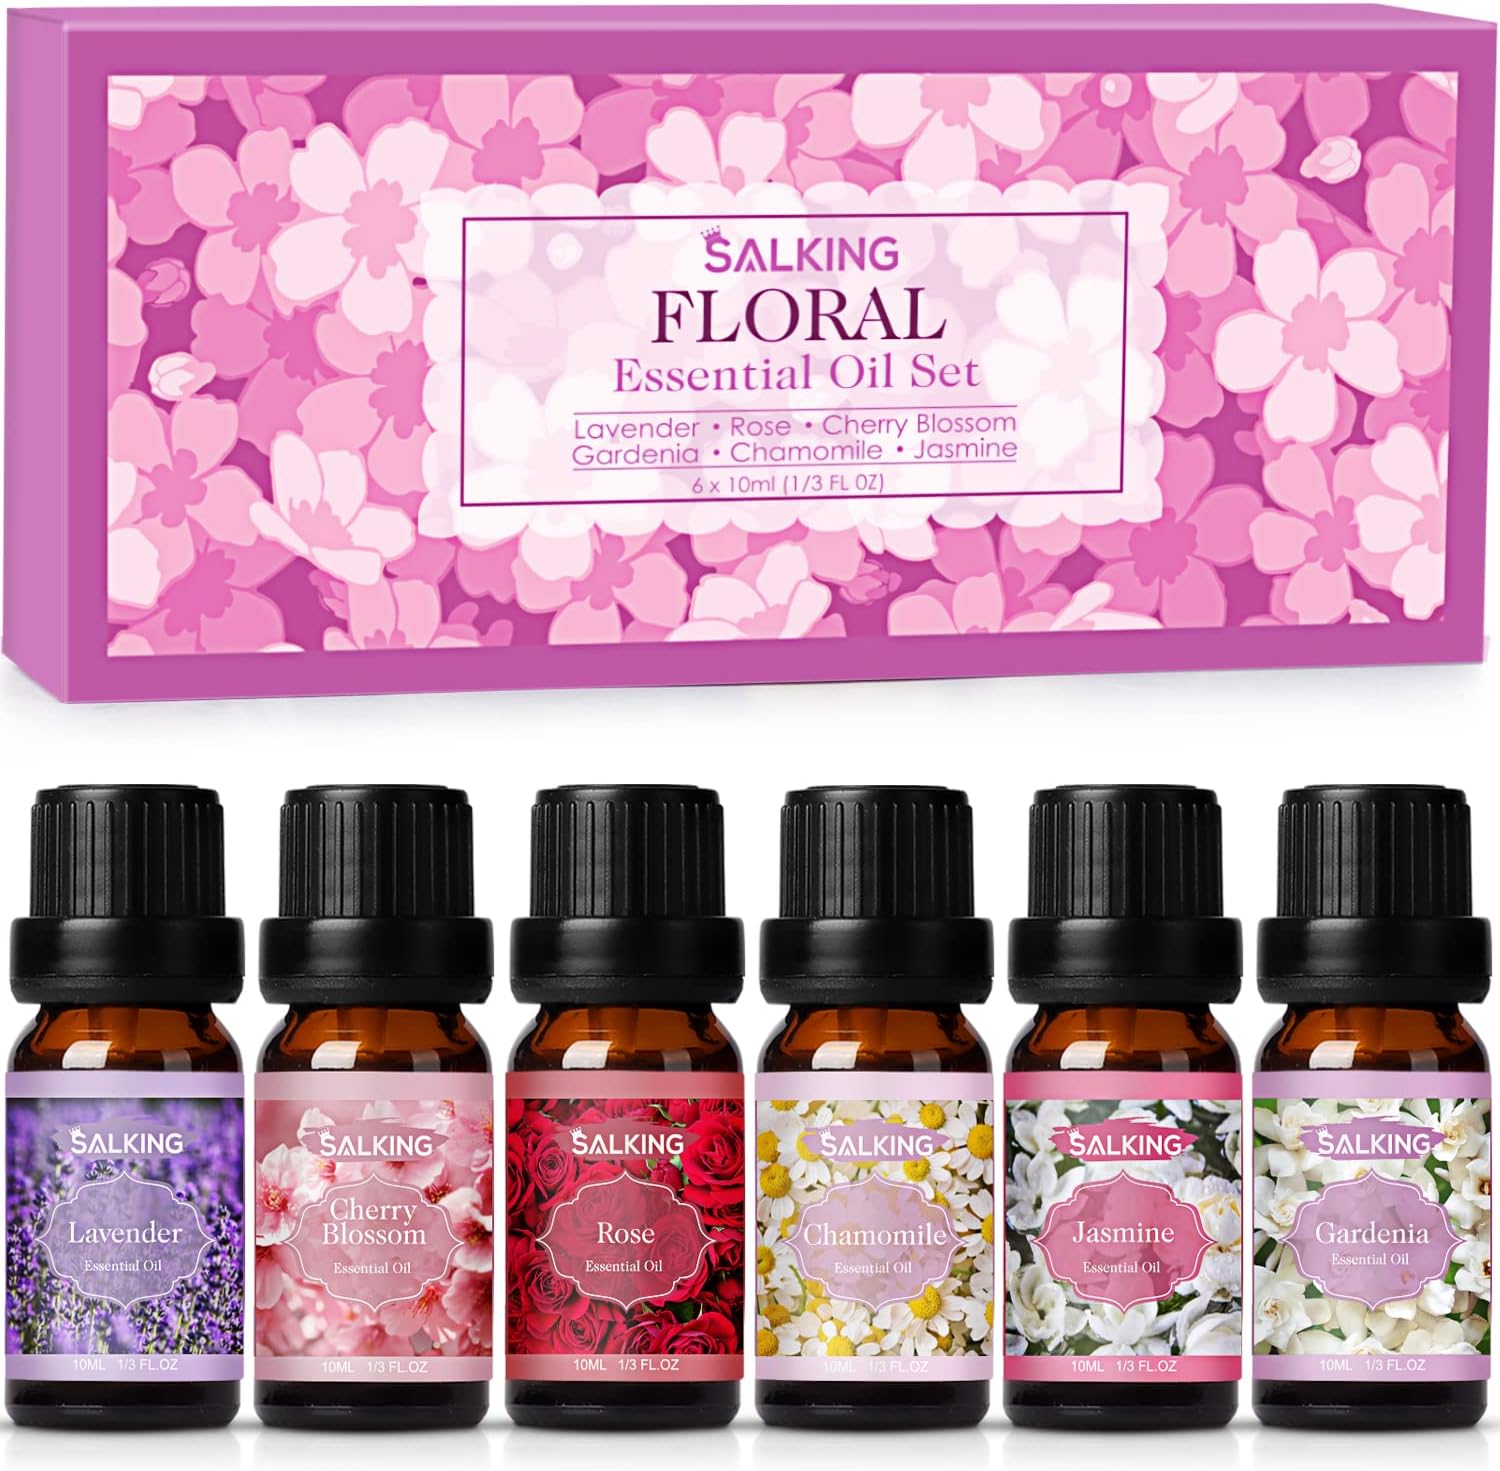 SALKING
FLORAL
Essential Oil Set
Lavender • Rose • Cherry Blossom
Gardenia • Chamomile • Jasmine
6 x 10ml (1/3 FL OZ)
SALKING
Lavender
Essential Oil
10ML 1/3 FL.OZ
SALKING
Cherry
Blossom
Essential Oil
10ML 1/3 FL.OZ
SALKING
Rose
Essential Oil
10ML 1/3 FL.OZ
SALKING
Chamomile
Essential Oil
10ML 1/3 FL.OZ
SALKING
Jasmine
Essential Oil
10ML 1/3 FL.OZ
SALKING
Gardenia
Essential Oil
10ML 1/3 FL.OZ